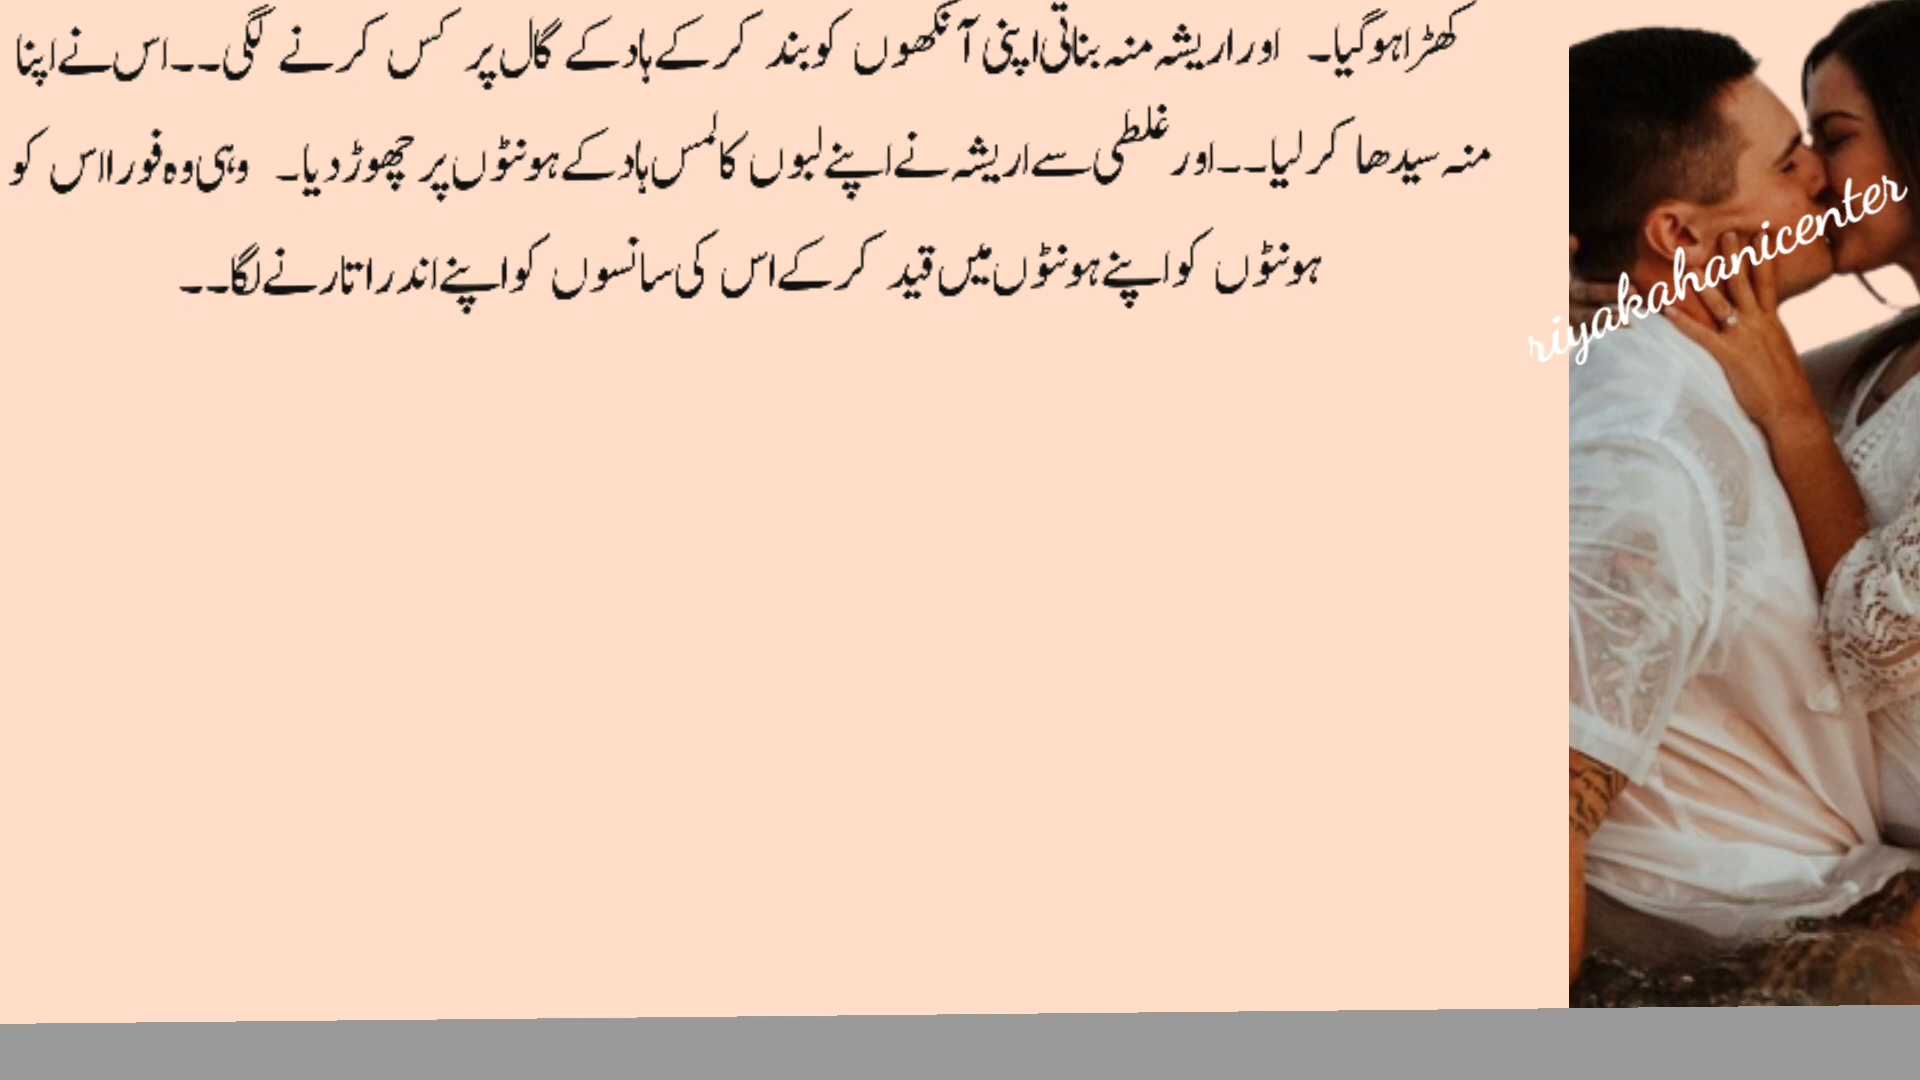 کھڑا ہو گیا۔ اور اریشہ منہ بناتی اپنی آنکھوں کو بند کر کے ہاد کے گال پر کس کرنے لگی۔۔اس نے اپنا
منہ سیدھا کر لیا۔۔اور غلطی سے اریشہ نے اپنے لبوں کا لمس ہاد کے ہونٹوں پر چھوڑ دیا۔ وہی وہ فورا اس کو
ہونٹوں کو اپنے ہونٹوں میں قید کر کے اس کی سانسوں کو اپنے اندر اتارنے لگا۔۔
riyakahanicenter